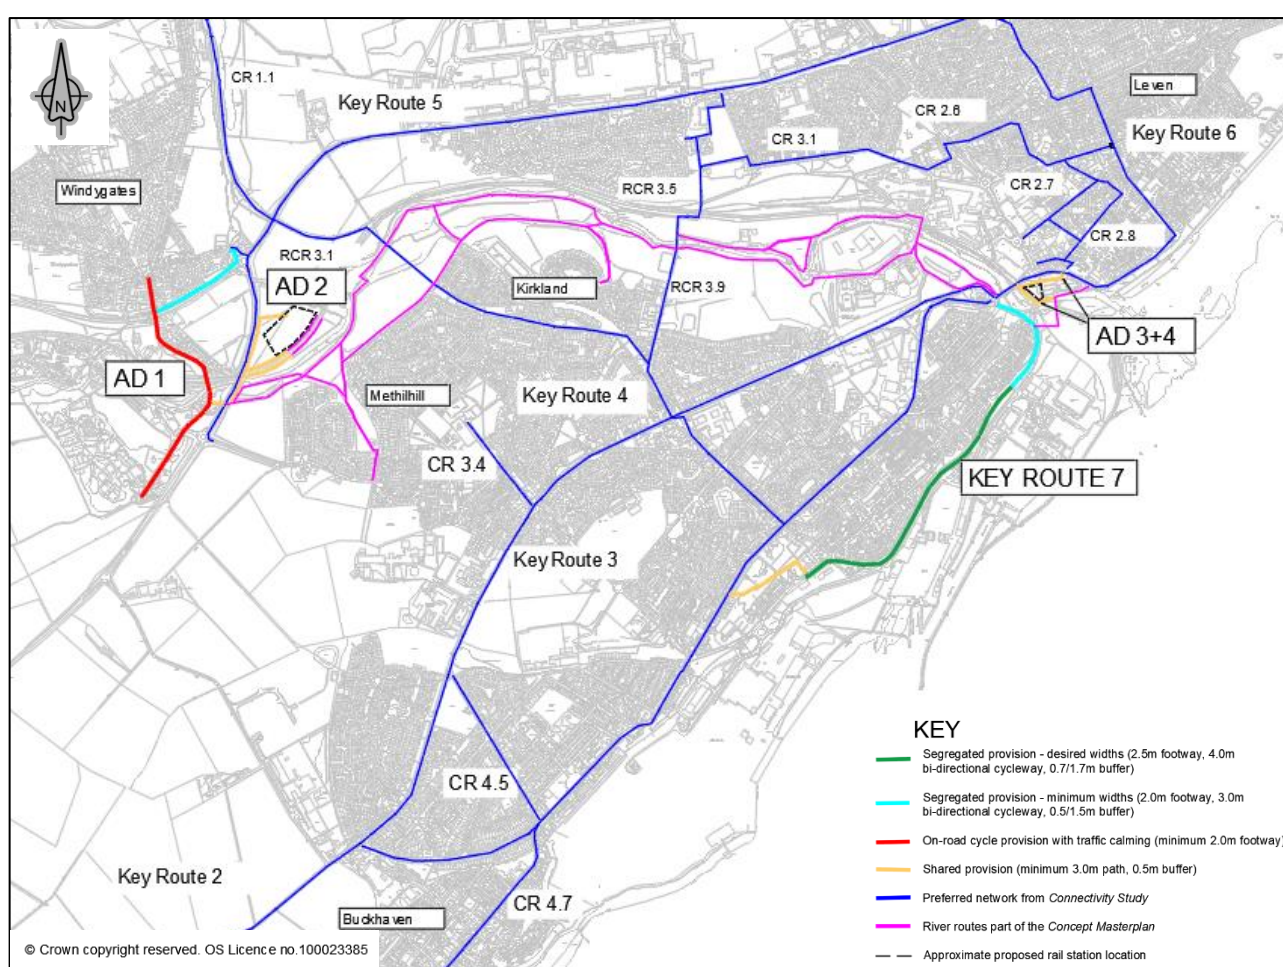 N
CR 1.1
Key Route 5
Leven
CR 2.6
Key Route 6
CR 3.1
Windygates
RCR 3.5
CR 2.7
CR 2.8
RCR 3.1
AD 2
Kirkland
RCR 3.9
AD 3+4
AD 1
Methilhill
Key Route 4
CR 3.4
KEY ROUTE 7
Key Route 3
CR 4.5
Key Route 2
CR 4.7
Buckhaven
© Crown copyright reserved. OS Licence no.100023385
KEY
Segregated provision - desired widths (2.5m footway, 4.0m
bi-directional cycleway, 0.7/1.7m buffer)
Segregated provision - minimum widths (2.0m footway, 3.0m
bi-directional cycleway, 0.5/1.5m buffer)
On-road cycle provision with traffic calming (minimum 2.0m footway)
Shared provision (minimum 3.0m path, 0.5m buffer)
Preferred network from Connectivity Study
River routes part of the Concept Masterplan
Approximate proposed rail station location